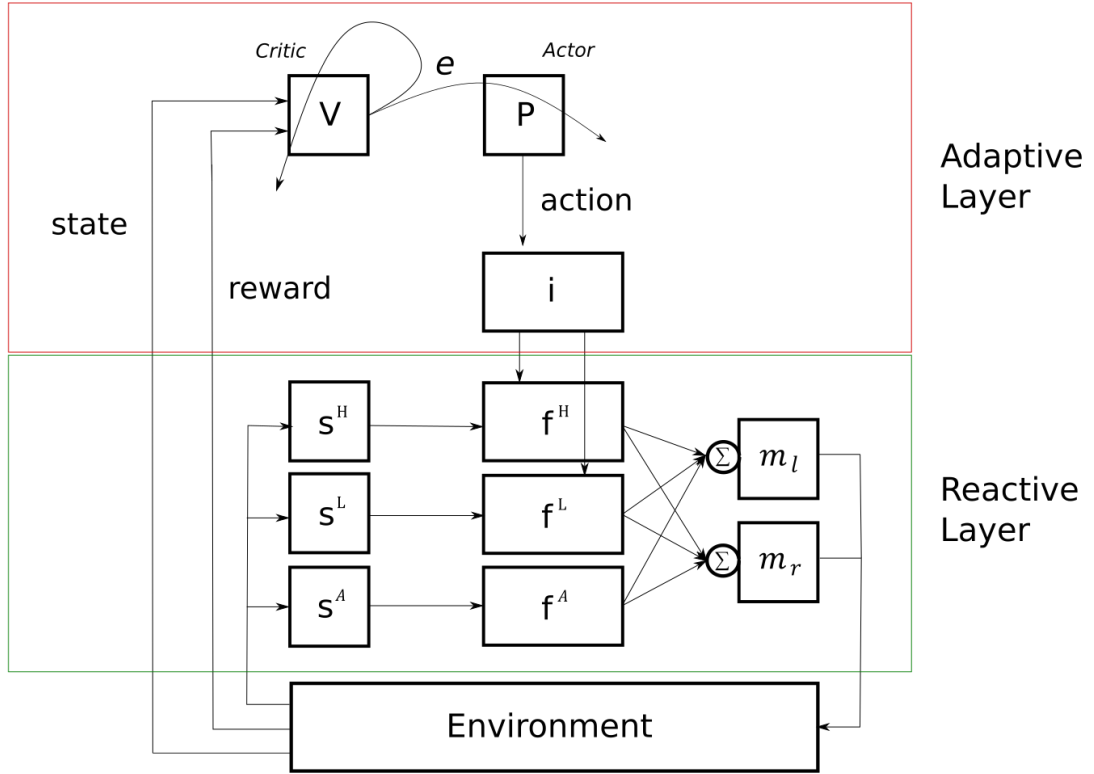 Critic
e
Actor
V
P
Adaptive
Layer
action
state
reward
i
s^H
f^H
Σ
m_l
s^L
f^L
Reactive
Layer
Σ
m_r
s^A
f^A
Environment